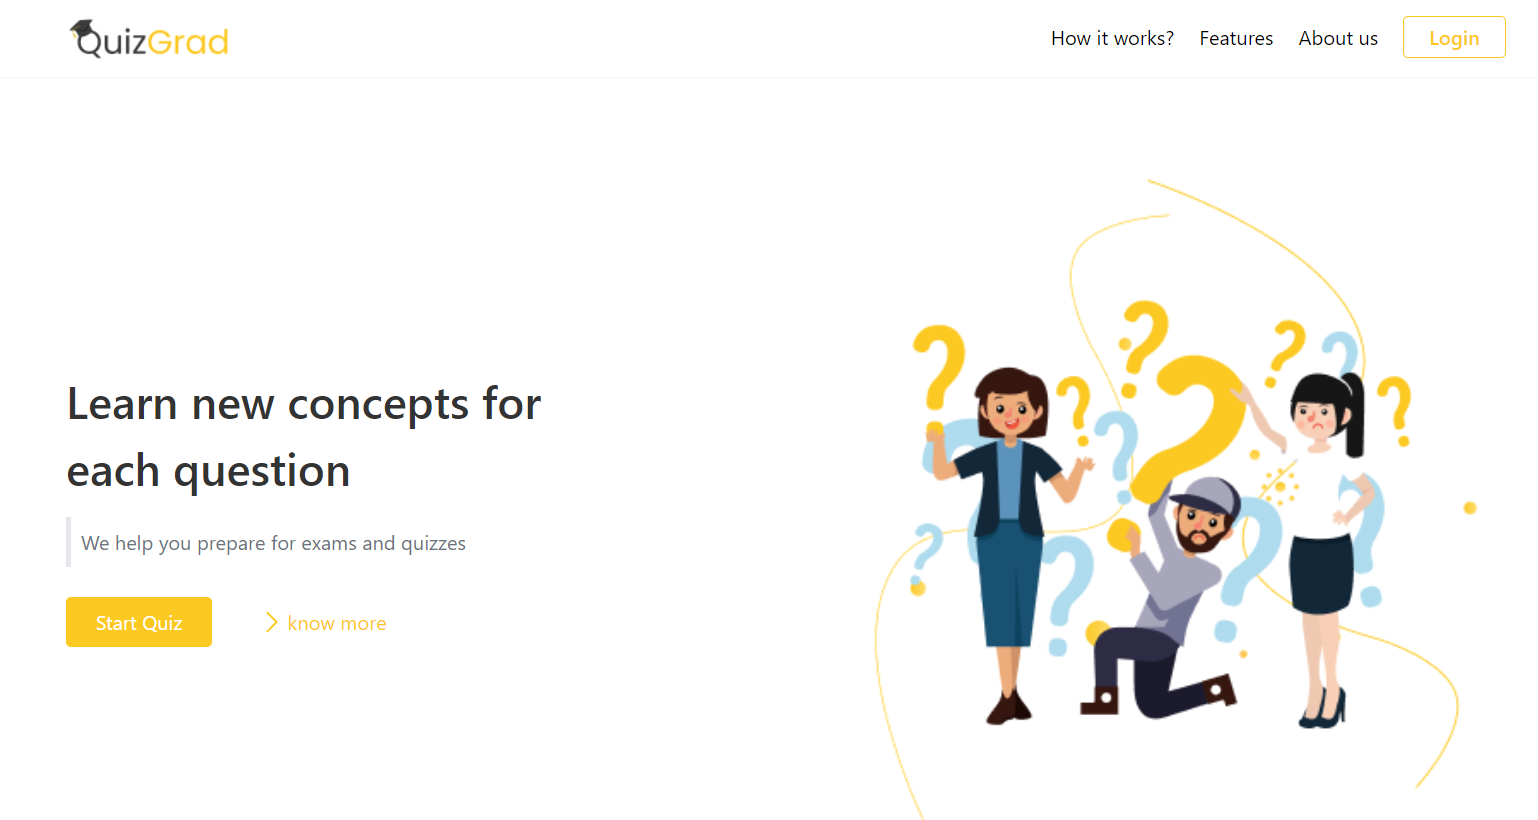 QuizGrad
How it works?
Features
About us
Login
Learn new concepts for
each question
We help you prepare for exams and quizzes
Start Quiz
know more